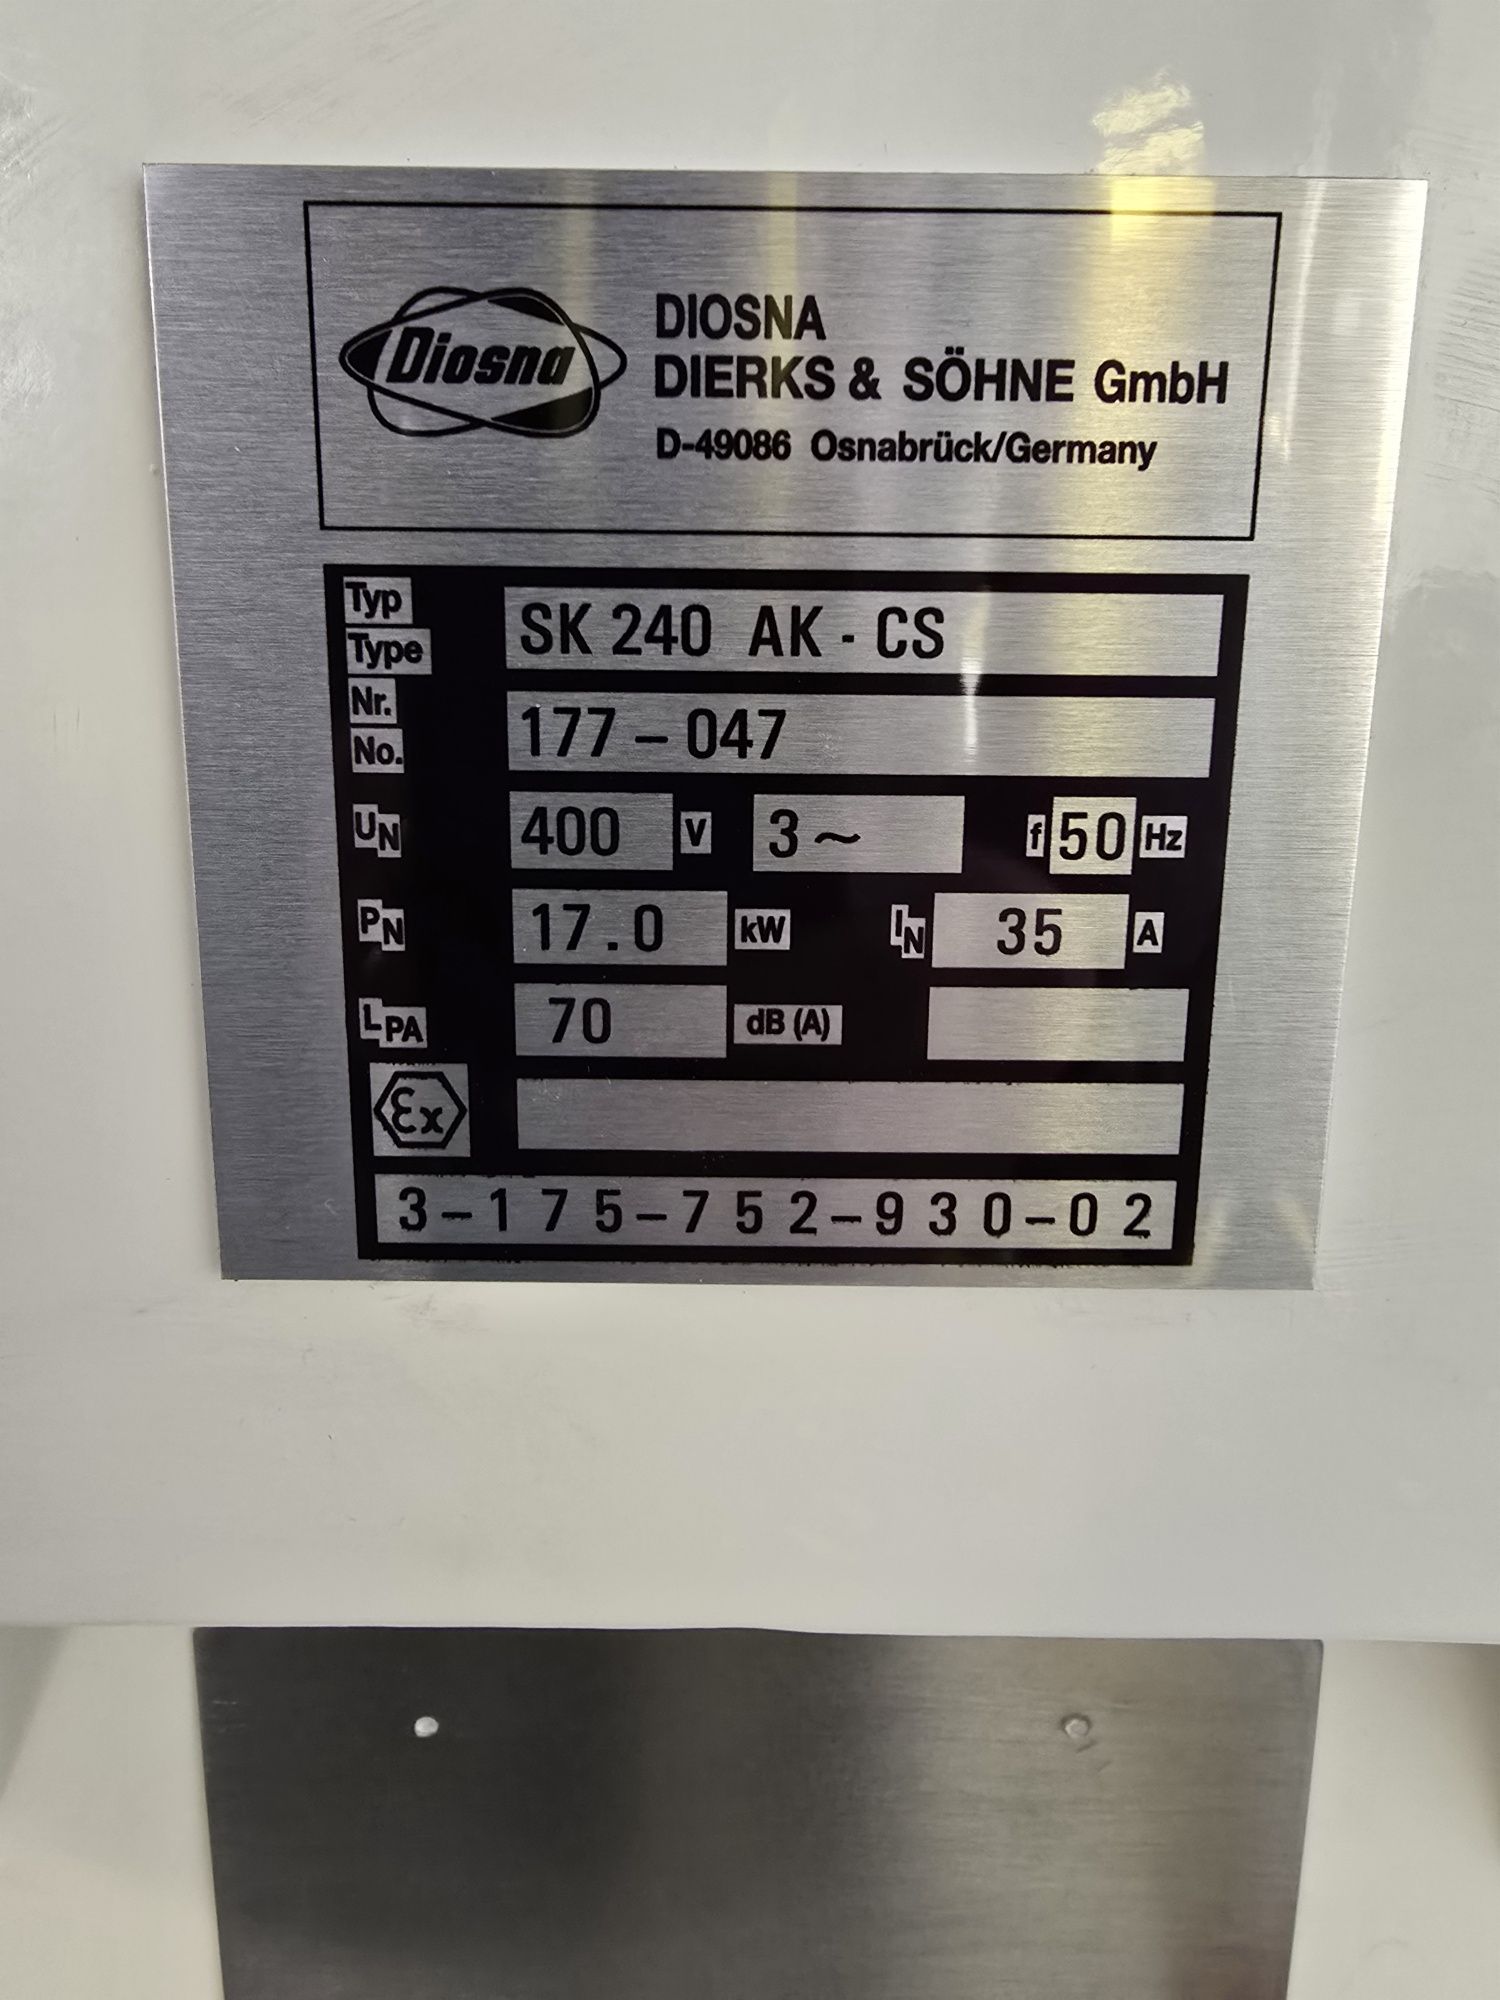 Diosna
DIOSNA
DIERKS & SÖHNE GmbH
D-49086 Osnabrück/Germany
Typ
Type
SK 240 AK - CS
Nr.
No.
177 - 047
UN 400 V 3~ f 50 Hz
PN 17.0 kW IN 35 A
LPA 70 dB (A)
Ex
3-175-752-930-02